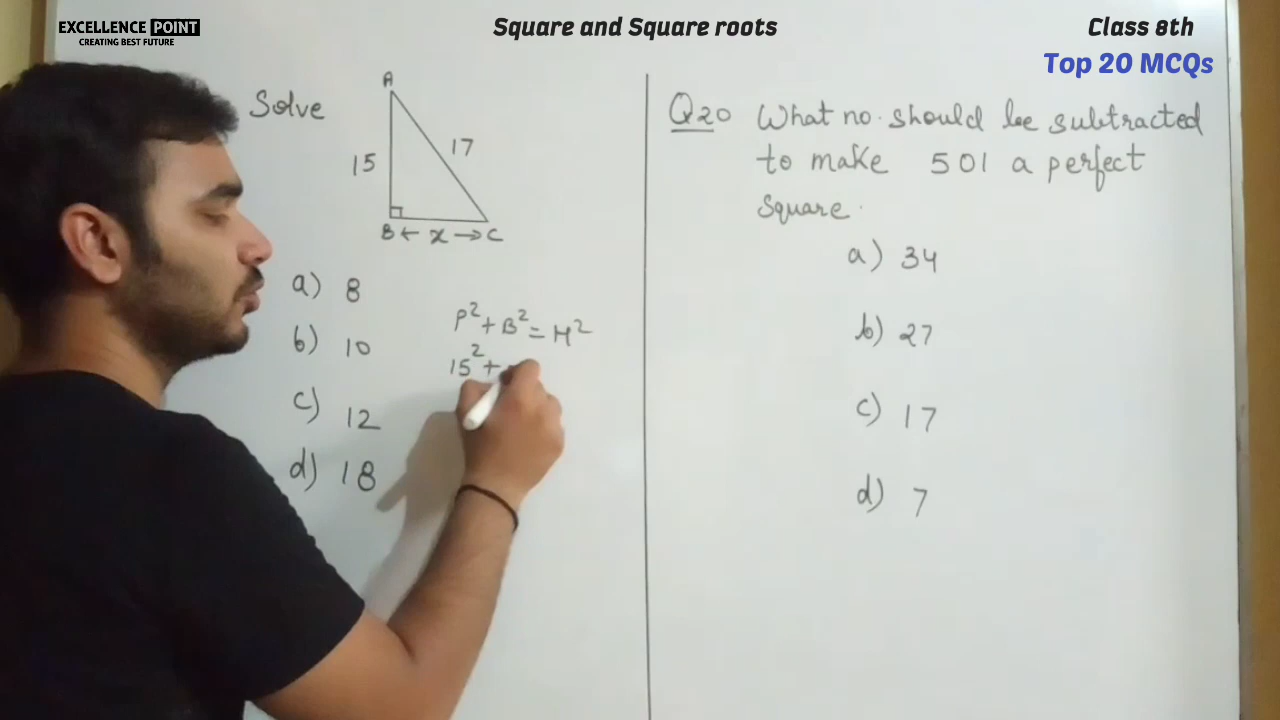 EXCELLENCE POINT
CREATING BEST FUTURE
Square and Square roots
Class 8th
Top 20 MCQs
Solve
A
15
17
B ← x → C
a) 8
b) 10
c) 12
d) 18
P² + B² = H²
15² +
Q20 What no. should be subtracted
to make 501 a perfect
square.
a) 34
b) 27
c) 17
d) 7